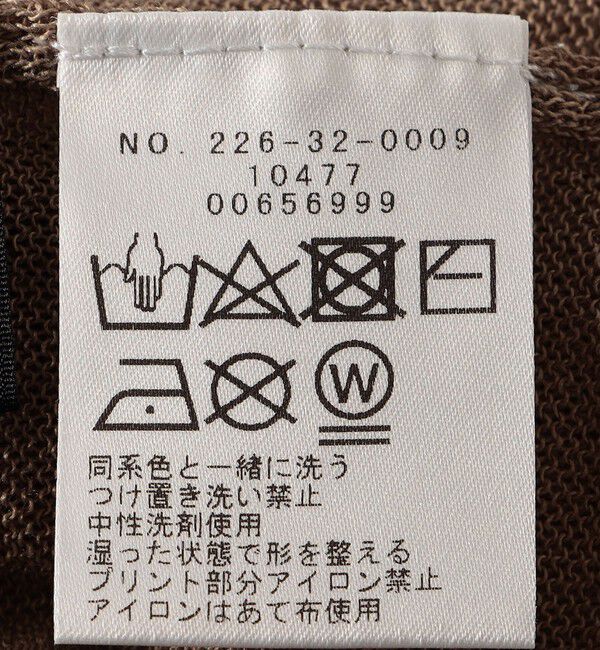 NO. 226-32-0009
10477
00656999
W
同系色と一緒に洗う
つけ置き洗い禁止
中性洗剤使用
湿った状態で形を整える
プリント部分アイロン禁止
アイロンはあて布使用